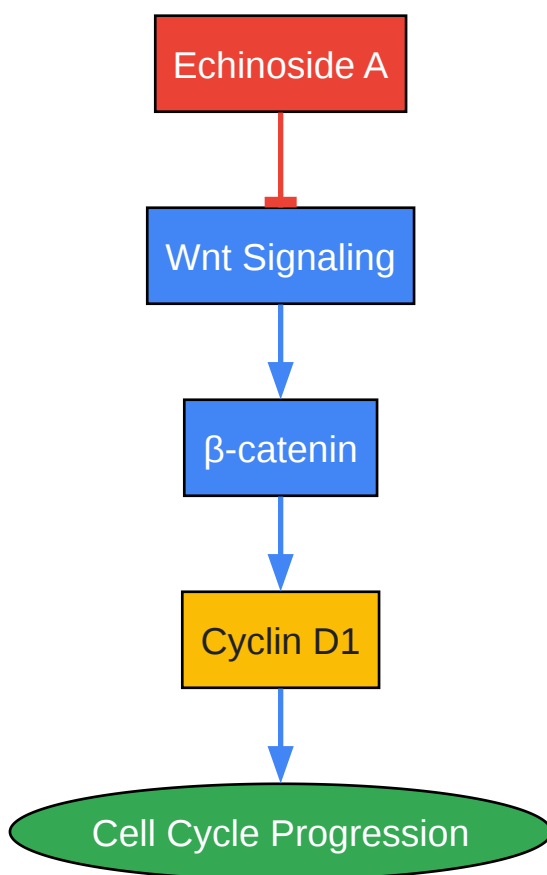 Echinoside A
Wnt Signaling
β-catenin
Cyclin D1
Cell Cycle Progression